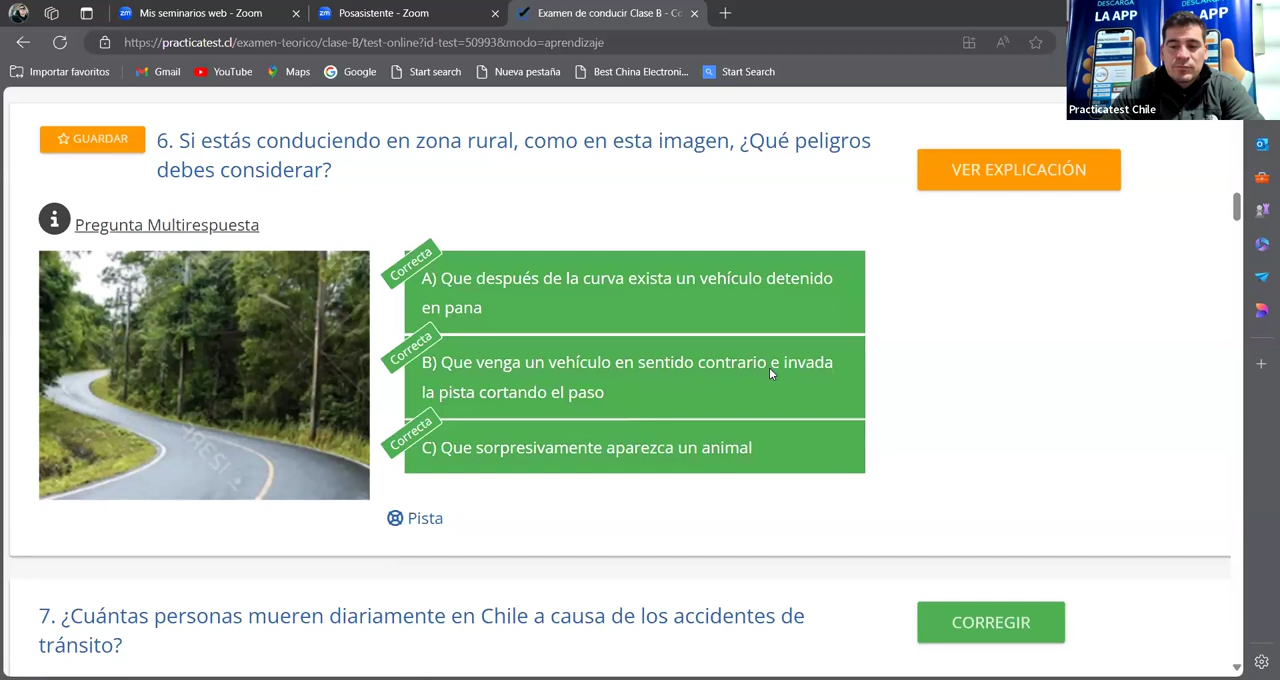 Mis seminarios web - Zoom
Posasistente - Zoom
Examen de conducir Clase B - Co
https://practicatest.cl/examen-teorico/clase-B/test-online?id-test=50993&modo=aprendizaje
Importar favoritos
Gmail
YouTube
Maps
Google
Start search
Nueva pestaña
Best China Electroni...
Start Search
DESCARGA
LA APP
Practicatest Chile
GUARDAR
6. Si estás conduciendo en zona rural, como en esta imagen, ¿Qué peligros
debes considerar?
VER EXPLICACIÓN
Pregunta Multirespuesta
Correcta
A) Que después de la curva exista un vehículo detenido
en pana
Correcta
B) Que venga un vehículo en sentido contrario e invada
la pista cortando el paso
Correcta
C) Que sorpresivamente aparezca un animal
Pista
7. ¿Cuántas personas mueren diariamente en Chile a causa de los accidentes de
tránsito?
CORREGIR